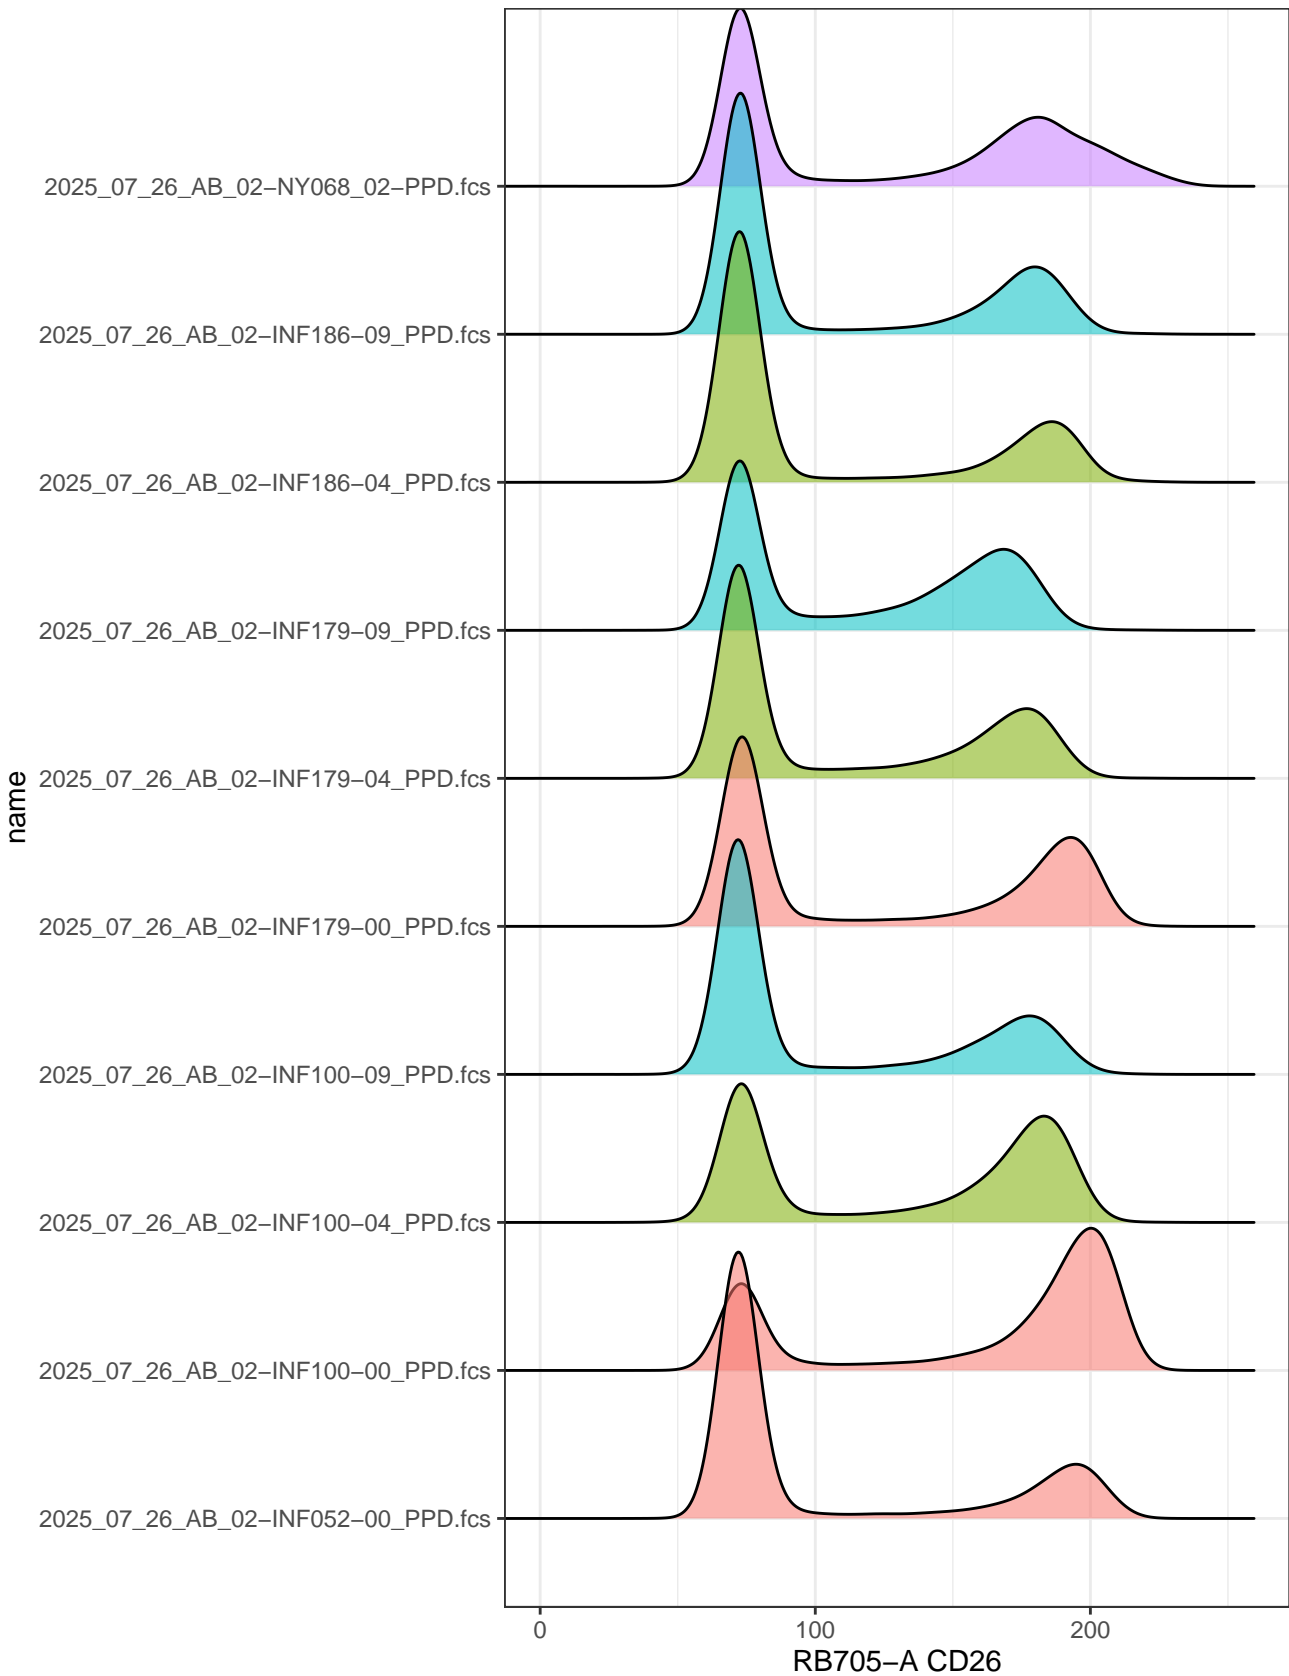 name
2025_07_26_AB_02−NY068_02−PPD.fcs
2025_07_26_AB_02−INF186−09_PPD.fcs
2025_07_26_AB_02−INF186−04_PPD.fcs
2025_07_26_AB_02−INF179−09_PPD.fcs
2025_07_26_AB_02−INF179−04_PPD.fcs
2025_07_26_AB_02−INF179−00_PPD.fcs
2025_07_26_AB_02−INF100−09_PPD.fcs
2025_07_26_AB_02−INF100−04_PPD.fcs
2025_07_26_AB_02−INF100−00_PPD.fcs
2025_07_26_AB_02−INF052−00_PPD.fcs
0 100 200
RB705−A CD26